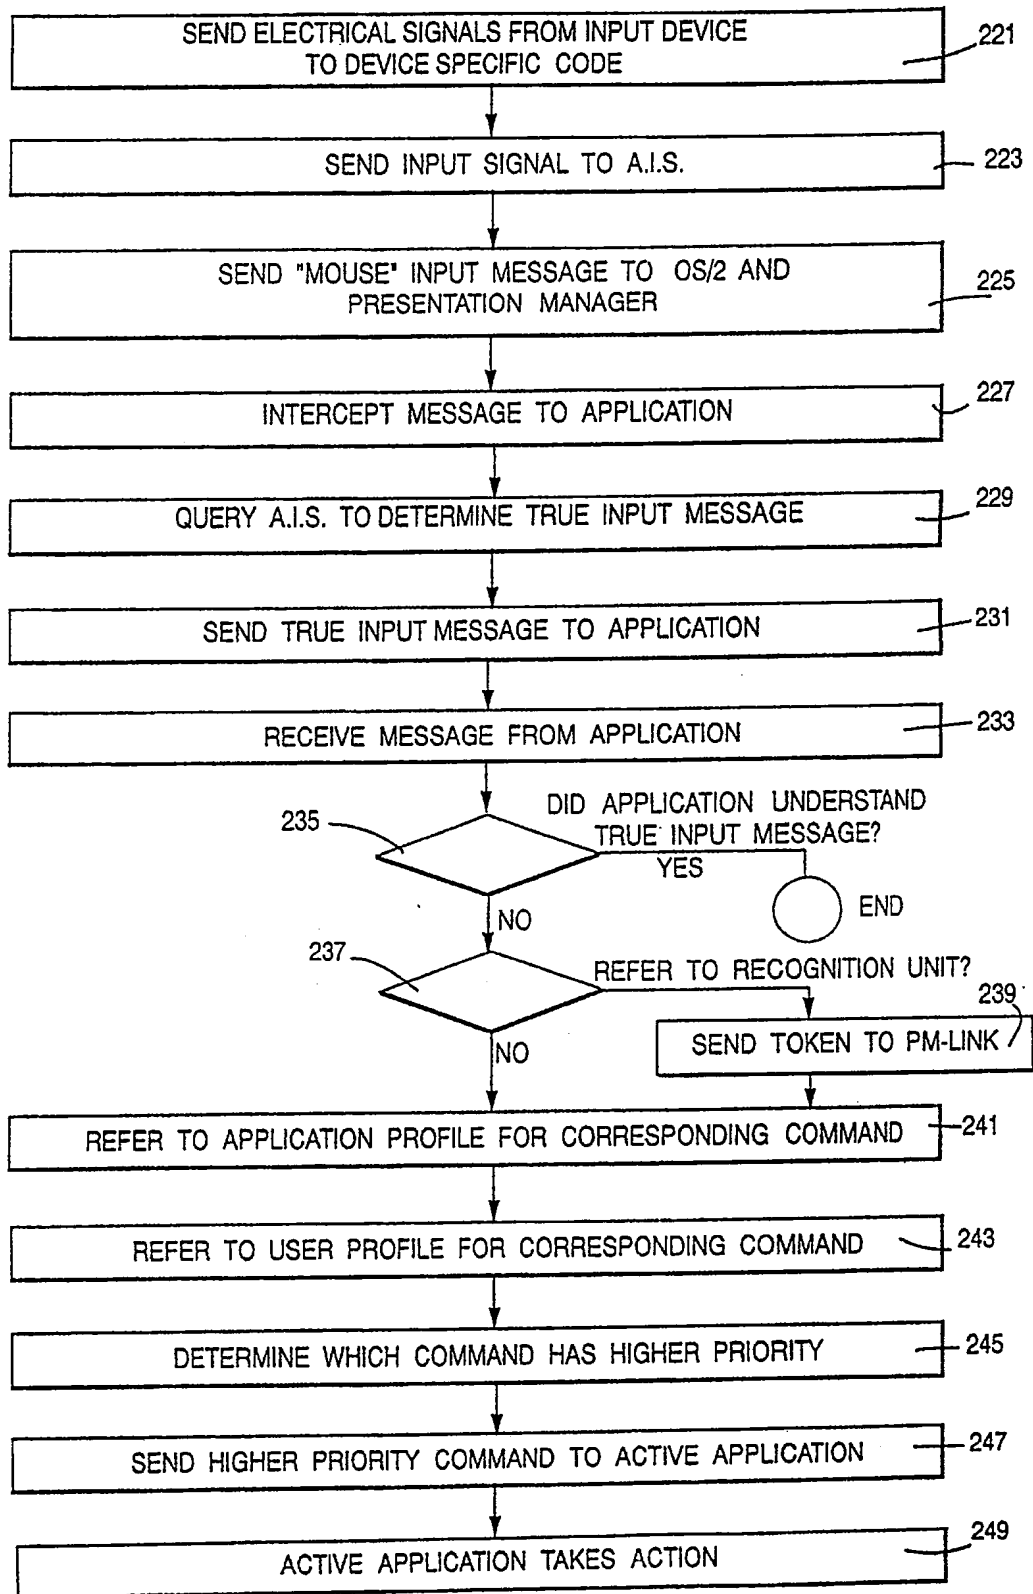 SEND ELECTRICAL SIGNALS FROM INPUT DEVICE
TO DEVICE SPECIFIC CODE
221
SEND INPUT SIGNAL TO A.I.S.
223
SEND "MOUSE" INPUT MESSAGE TO OS/2 AND
PRESENTATION MANAGER
225
INTERCEPT MESSAGE TO APPLICATION
227
QUERY A.I.S. TO DETERMINE TRUE INPUT MESSAGE
229
SEND TRUE INPUT MESSAGE TO APPLICATION
231
RECEIVE MESSAGE FROM APPLICATION
233
235
DID APPLICATION UNDERSTAND
TRUE INPUT MESSAGE?
YES
END
NO
237
REFER TO RECOGNITION UNIT?
239
SEND TOKEN TO PM-LINK
NO
REFER TO APPLICATION PROFILE FOR CORRESPONDING COMMAND
241
REFER TO USER PROFILE FOR CORRESPONDING COMMAND
243
DETERMINE WHICH COMMAND HAS HIGHER PRIORITY
245
SEND HIGHER PRIORITY COMMAND TO ACTIVE APPLICATION
247
ACTIVE APPLICATION TAKES ACTION
249